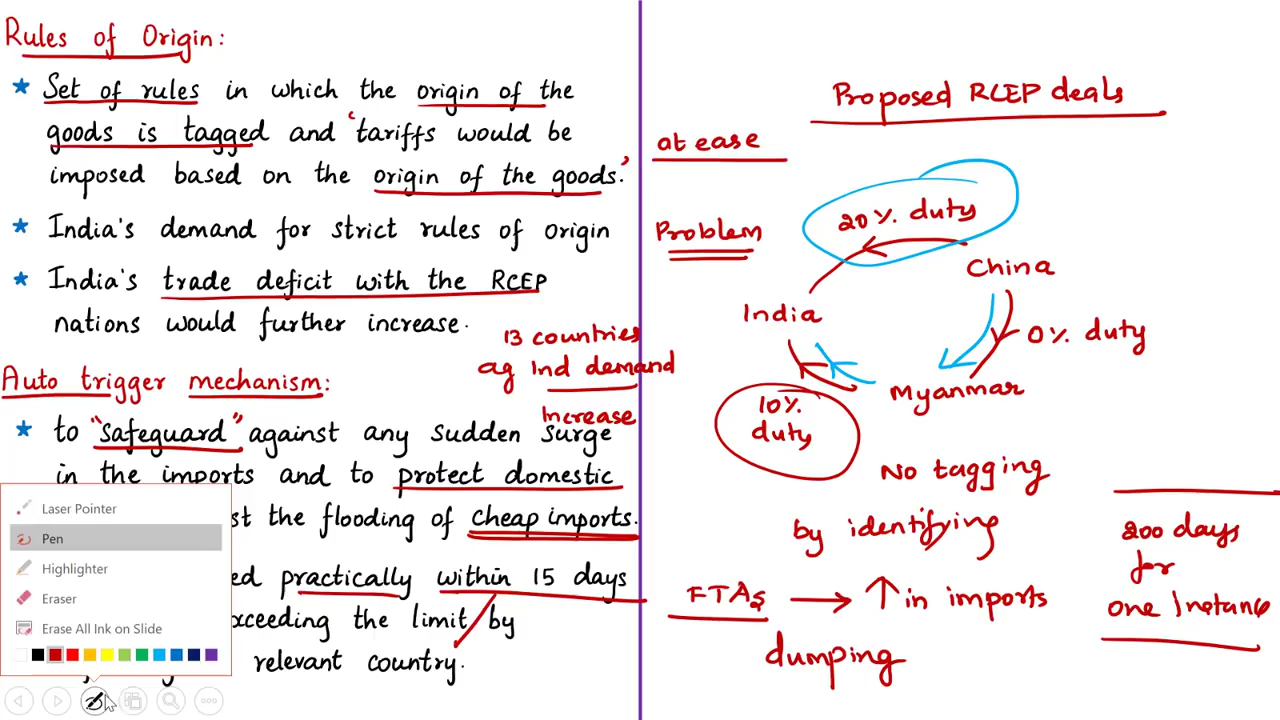 Rules of Origin:
Set of rules in which the origin of the
goods is tagged and 'tariffs would be
imposed based on the origin of the goods.'
India's demand for strict rules of origin
India's trade deficit with the RCEP
nations would further increase.
13 countries
ag Ind demand
Increase
Auto trigger mechanism:
to "safeguard" against any sudden surge
in the imports and to protect domestic
st the flooding of cheap imports.
ed practically within 15 days
xceeding the limit by
relevant country.
Laser Pointer
Pen
Highlighter
Eraser
Erase All Ink on Slide
Proposed RCEP deals
at ease
Problem
20% duty
China
India
0% duty
Myanmar
10%
duty
No tagging
by identifying
FTAs → ↑ in imports
dumping
200 days
for
one Instance